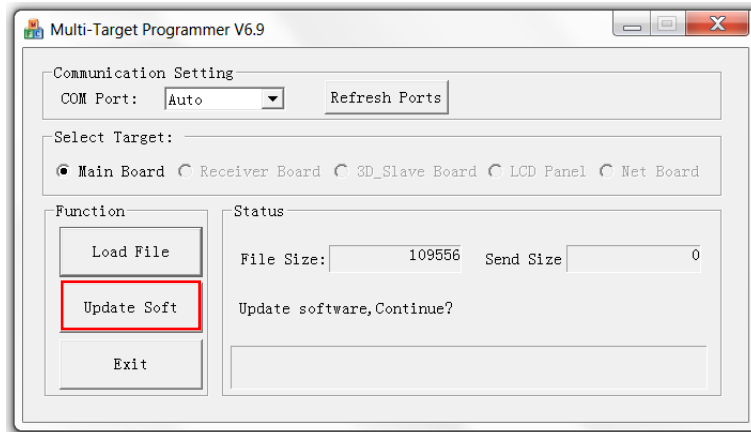 Multi-Target Programmer V6.9
Communication Setting
COM Port: Auto Refresh Ports
Select Target:
Main Board Receiver Board 3D_Slave Board LCD Panel Net Board
Function
Load File
Update Soft
Exit
Status
File Size: 109556 Send Size 0
Update software,Continue?